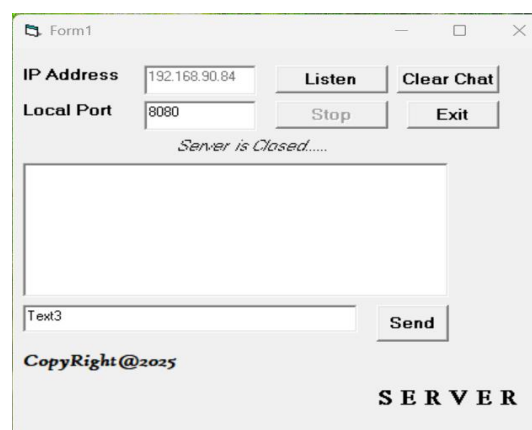 Form1
IP Address 192.168.90.84 Listen Clear Chat
Local Port 8080 Stop Exit
Server is Closed.....
Text3 Send
CopyRight@2025
S E R V E R